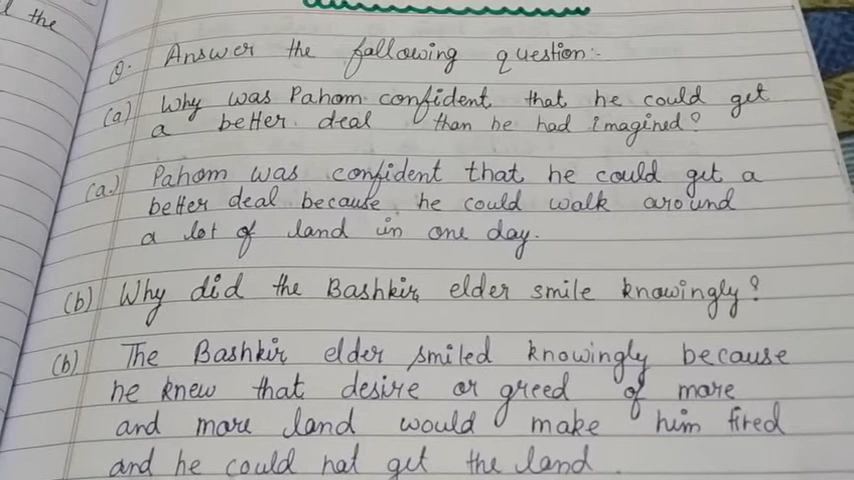 the
Q. Answer the following question:-
(a) Why was Pahom confident that he could get
a better deal than he had imagined?
(a.) Pahom was confident that he could get a
better deal because he could walk around
a lot of land in one day.
(b) Why did the Bashkir elder smile knowingly?
(b) The Bashkir elder smiled knowingly because
he knew that desire or greed of more
and more land would make him tired
and he could not get the land.